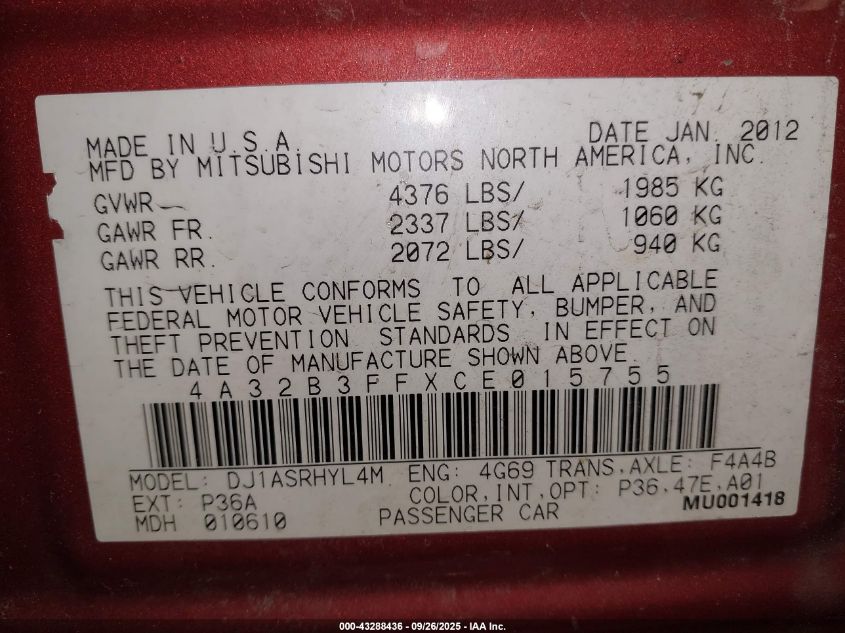 MADE IN U.S.A. DATE JAN. 2012
MFD BY MITSUBISHI MOTORS NORTH AMERICA, INC.
GVWR 4376 LBS/ 1985 KG
GAWR FR. 2337 LBS/ 1060 KG
GAWR RR. 2072 LBS/ 940 KG
THIS VEHICLE CONFORMS TO ALL APPLICABLE
FEDERAL MOTOR VEHICLE SAFETY, BUMPER, AND
THEFT PREVENTION STANDARDS IN EFFECT ON
THE DATE OF MANUFACTURE SHOWN ABOVE.
4A32B3FFXCE015755
MODEL: DJ1ASRHYL4M ENG: 4G69 TRANS,AXLE: F4A4B
EXT: P36A COLOR,INT,OPT: P36,47E,A01
MDH 010610 PASSENGER CAR MU001418
000-43288436 - 09/26/2025 - IAA Inc.